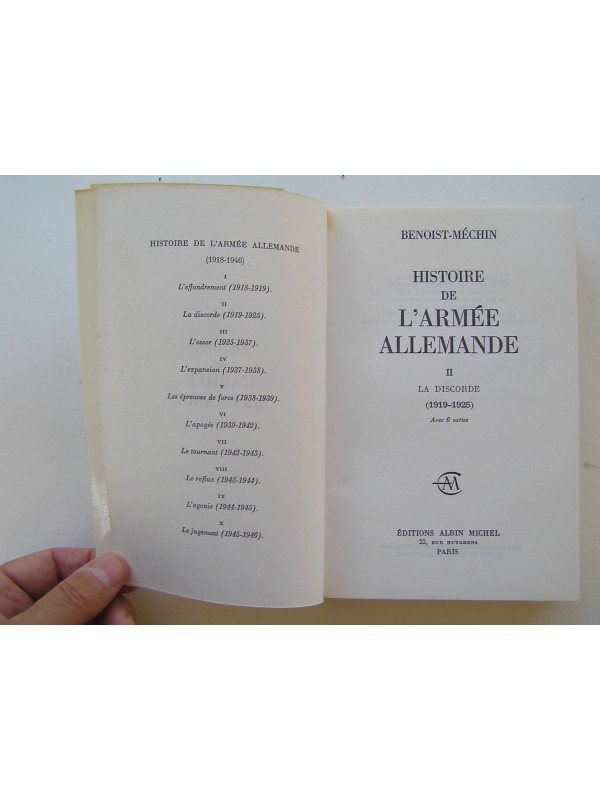 HISTOIRE DE L'ARMÉE ALLEMANDE
(1918-1946)
I
L'effondrement (1918-1919).
II
La discorde (1919-1925).
III
L'essor (1925-1937).
IV
L'expansion (1937-1938).
V
Les épreuves de force (1938-1939).
VI
L'apogée (1939-1942).
VII
Le tournant (1942-1943).
VIII
Le reflux (1943-1944).
IX
L'agonie (1944-1945).
X
Le jugement (1945-1946).
BENOIST-MÉCHIN
HISTOIRE
DE
L'ARMÉE
ALLEMANDE
II
LA DISCORDE
(1919-1925)
Avec 6 cartes
AM
ÉDITIONS ALBIN MICHEL
22, RUE HUYGHENS
PARIS